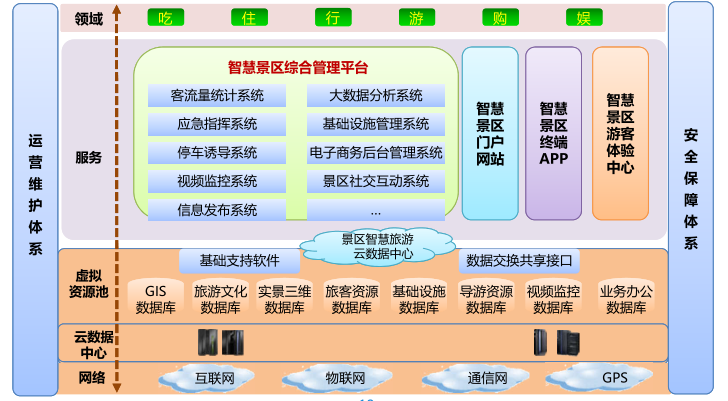 领域
吃 住 行 游 购 娱
运营维护体系
安全保障体系
服务
智慧景区综合管理平台
客流量统计系统
大数据分析系统
应急指挥系统
基础设施管理系统
停车诱导系统
电子商务后台管理系统
视频监控系统
景区社交互动系统
信息发布系统
...
智慧
景区
门户
网站
智慧
景区
终端
APP
智慧
景区
游客
体验
中心
景区智慧旅游
云数据中心
虚拟
资源池
基础支持软件
数据交换共享接口
GIS
数据库
旅游文化
数据库
实景三维
数据库
旅客资源
数据库
基础设施
数据库
导游资源
数据库
视频监控
数据库
业务办公
数据库
云数据
中心
网络
互联网
物联网
通信网
GPS